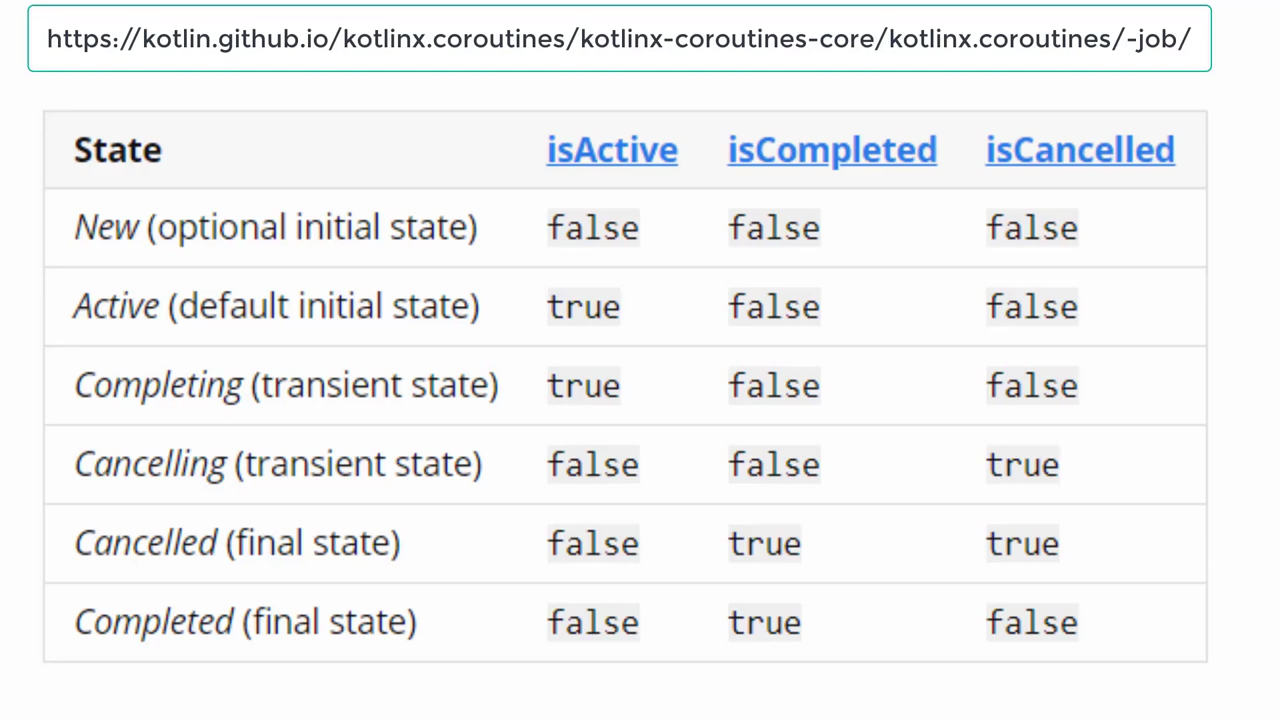 https://kotlin.github.io/kotlinx.coroutines/kotlinx-coroutines-core/kotlinx.coroutines/-job/
State isActive isCompleted isCancelled
New (optional initial state) false false false
Active (default initial state) true false false
Completing (transient state) true false false
Cancelling (transient state) false false true
Cancelled (final state) false true true
Completed (final state) false true false